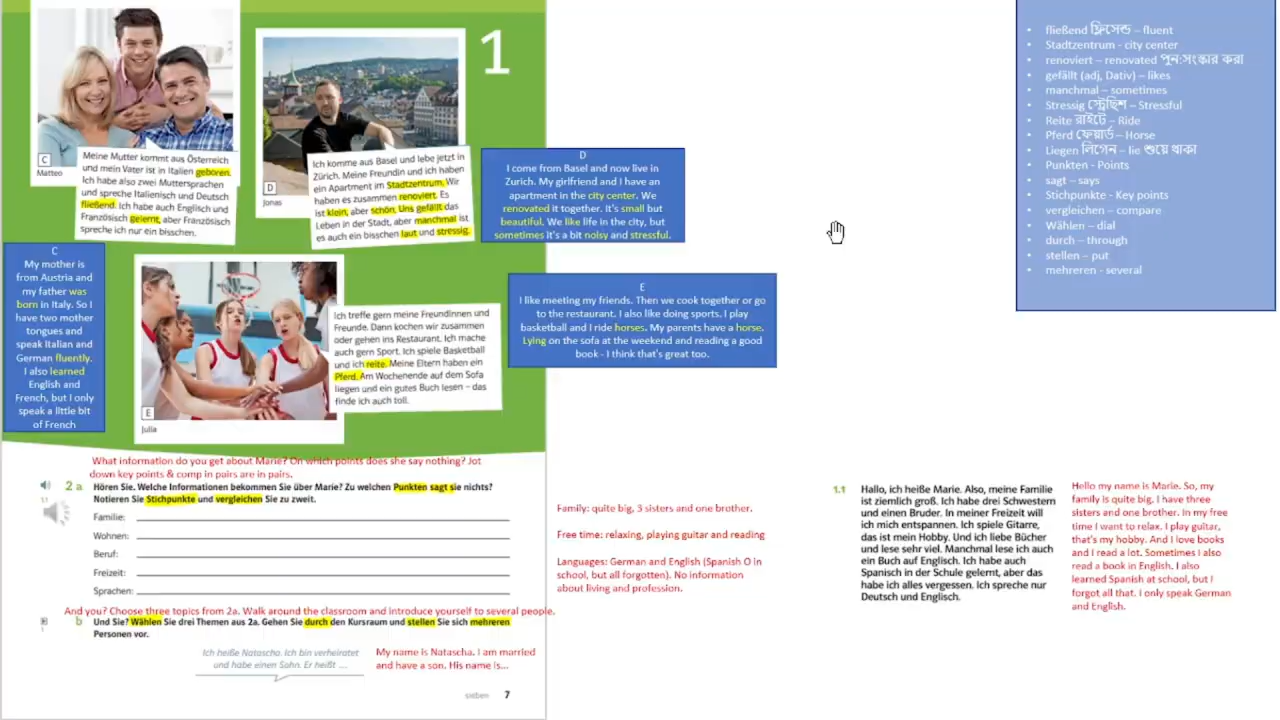 1
C
Matteo
Meine Mutter kommt aus Österreich
und mein Vater ist in Italien geboren.
Ich habe also zwei Muttersprachen
und spreche Italienisch und Deutsch
fließend. Ich habe auch Englisch und
Französisch gelernt, aber Französisch
spreche ich nur ein bisschen.
D
Jonas
Ich komme aus Basel und lebe jetzt in
Zürich. Meine Freundin und ich haben
ein Apartment im Stadtzentrum. Wir
haben es zusammen renoviert. Es
ist klein, aber schön. Uns gefällt das
Leben in der Stadt, aber manchmal ist
es auch ein bisschen laut und stressig.
D
I come from Basel and now live in
Zurich. My girlfriend and I have an
apartment in the city center. We
renovated it together. It's small but
beautiful. We like life in the city, but
sometimes it's a bit noisy and stressful.
C
My mother is
from Austria and
my father was
born in Italy. So I
have two mother
tongues and
speak Italian and
German fluently.
I also learned
English and
French, but I only
speak a little bit
of French
E
Julia
Ich treffe gern meine Freundinnen und
Freunde. Dann kochen wir zusammen
oder gehen ins Restaurant. Ich mache
auch gern Sport. Ich spiele Basketball
und ich reite. Meine Eltern haben ein
Pferd. Am Wochenende auf dem Sofa
liegen und ein gutes Buch lesen – das
finde ich auch toll.
E
I like meeting my friends. Then we cook together or go
to the restaurant. I also like doing sports. I play
basketball and I ride horses. My parents have a horse.
Lying on the sofa at the weekend and reading a good
book - I think that's great too.
• fließend ফ্লিসেন্ড – fluent
• Stadtzentrum - city center
• renoviert – renovated পুন:সংস্কার করা
• gefällt (adj, Dativ) – likes
• manchmal – sometimes
• Stressig স্ট্রেছিশ – Stressful
• Reite রাইটে – Ride
• Pferd ফেয়ার্ড – Horse
• Liegen লিগেন – lie শুয়ে থাকা
• Punkten - Points
• sagt – says
• Stichpunkte - Key points
• vergleichen – compare
• Wählen – dial
• durch – through
• stellen – put
• mehreren - several
What information do you get about Marie? On which points does she say nothing? Jot
down key points & comp in pairs are in pairs.
2 a Hören Sie. Welche Informationen bekommen Sie über Marie? Zu welchen Punkten sagt sie nichts?
1.1 Notieren Sie Stichpunkte und vergleichen Sie zu zweit.
Familie:
Wohnen:
Beruf:
Freizeit:
Sprachen:
Family: quite big, 3 sisters and one brother.
Free time: relaxing, playing guitar and reading
Languages: German and English (Spanish O in
school, but all forgotten). No information
about living and profession.
1.1 Hallo, ich heiße Marie. Also, meine Familie
ist ziemlich groß. Ich habe drei Schwestern
und einen Bruder. In meiner Freizeit will
ich mich entspannen. Ich spiele Gitarre,
das ist mein Hobby. Und ich liebe Bücher
und lese sehr viel. Manchmal lese ich auch
ein Buch auf Englisch. Ich habe auch
Spanisch in der Schule gelernt, aber das
habe ich alles vergessen. Ich spreche nur
Deutsch und Englisch.
Hello my name is Marie. So, my
family is quite big. I have three
sisters and one brother. In my free
time I want to relax. I play guitar,
that's my hobby. And I love books
and I read a lot. Sometimes I also
read a book in English. I also
learned Spanish at school, but I
forgot all that. I only speak German
and English.
And you? Choose three topics from 2a. Walk around the classroom and introduce yourself to several people.
b Und Sie? Wählen Sie drei Themen aus 2a. Gehen Sie durch den Kursraum und stellen Sie sich mehreren
Personen vor.
Ich heiße Natascha. Ich bin verheiratet
und habe einen Sohn. Er heißt ....
My name is Natascha. I am married
and have a son. His name is...
sieben 7